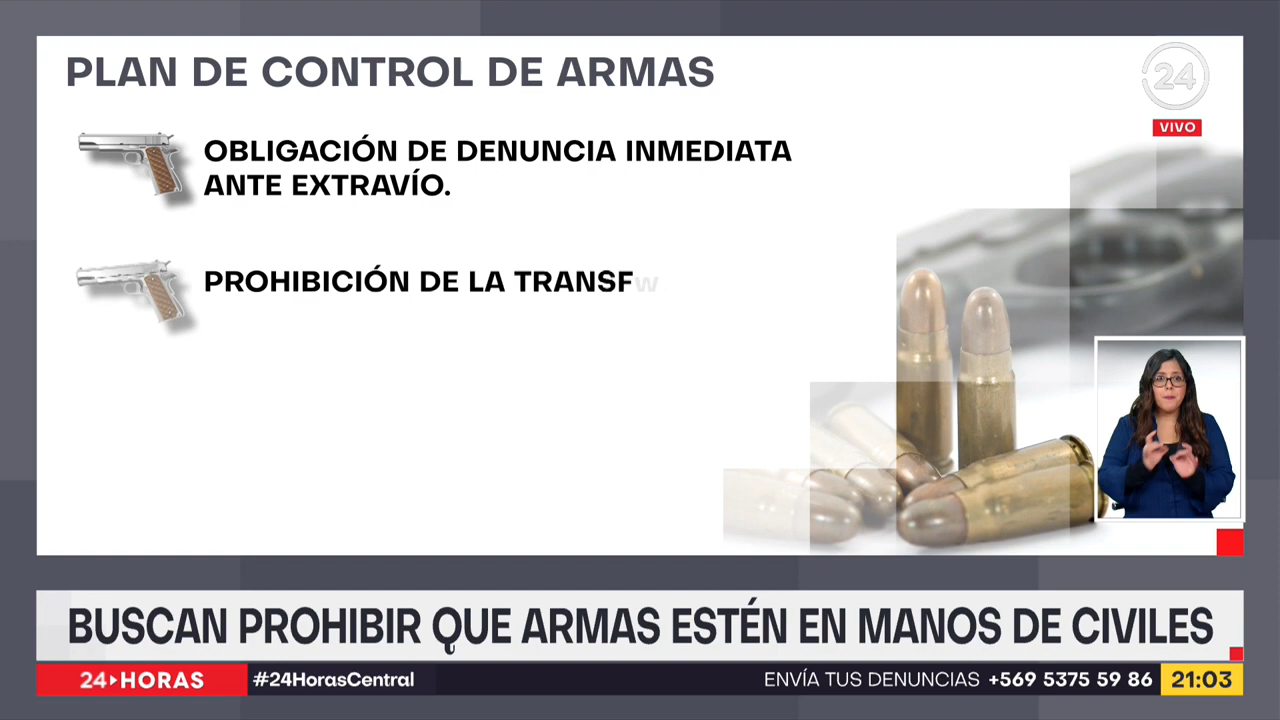 PLAN DE CONTROL DE ARMAS
24
VIVO
OBLIGACIÓN DE DENUNCIA INMEDIATA
ANTE EXTRAVÍO.
PROHIBICIÓN DE LA TRANSF
BUSCAN PROHIBIR QUE ARMAS ESTÉN EN MANOS DE CIVILES
24 HORAS #24HorasCentral ENVÍA TUS DENUNCIAS +569 5375 59 86 21:03